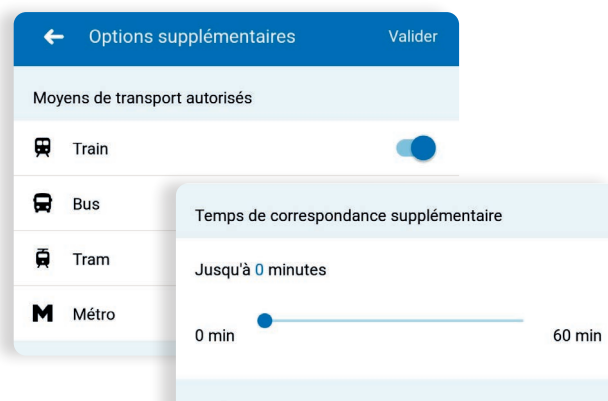 Options supplémentaires Valider
Moyens de transport autorisés
Train
Bus
Tram
Métro
Temps de correspondance supplémentaire
Jusqu'à 0 minutes
0 min 60 min